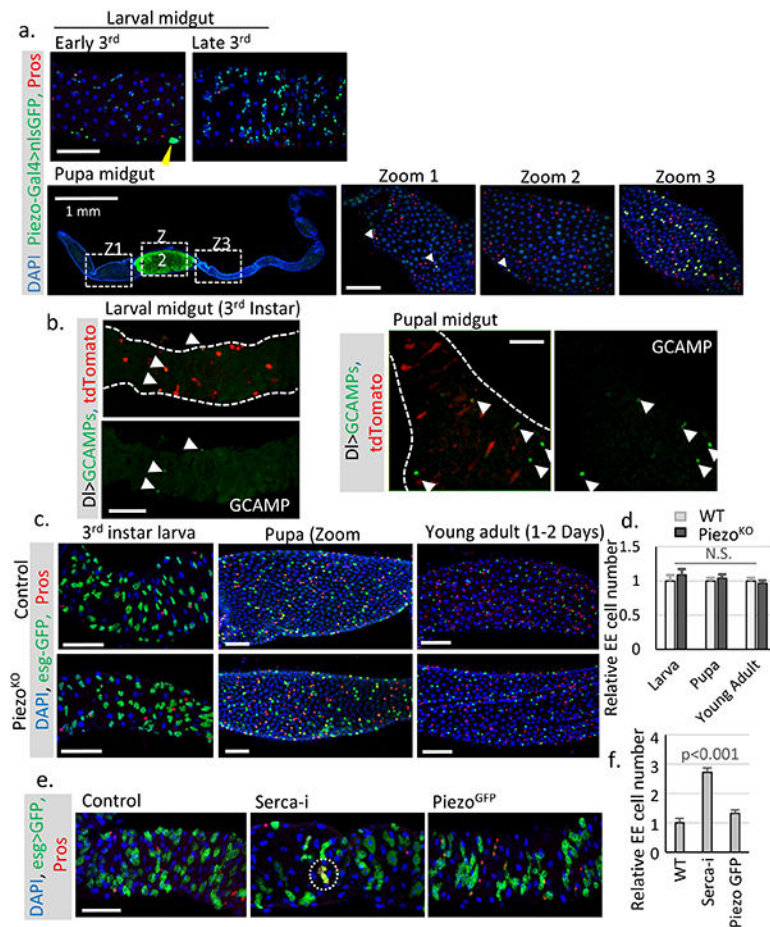 Larval midgut
a.
Early 3rd
Late 3rd
DAPI Piezo-Gal4>nlsGFP, Pros
Pupa midgut
1 mm
Z1
Z
2
Z3
Zoom 1
Zoom 2
Zoom 3
b.
Larval midgut (3rd Instar)
Dl>GCAMPs, tdTomato
GCAMP
Pupal midgut
Dl>GCAMPs,
tdTomato
GCAMP
c.
3rd instar larva
Pupa (Zoom
Young adult (1-2 Days)
Control
PiezoKO
DAPI, esg-GFP, Pros
d.
WT
PiezoKO
Relative EE cell number
1.5
1
0.5
0
N.S.
Larva
Pupa
Young Adult
e.
Control
Serca-i
PiezoGFP
DAPI, esg>GFP,
Pros
f.
Relative EE cell number
4
3
2
1
0
p<0.001
WT
Serca-i
Piezo GFP